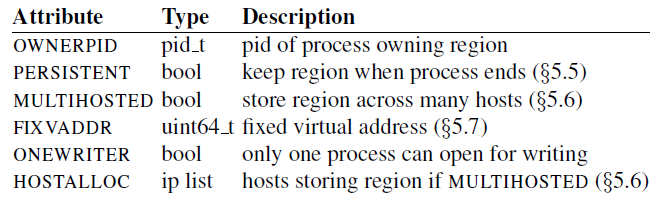 Attribute Type Description
OWNERPID pid_t pid of process owning region
PERSISTENT bool keep region when process ends (§5.5)
MULTIHOSTED bool store region across many hosts (§5.6)
FIXVADDR uint64_t fixed virtual address (§5.7)
ONEWRITER bool only one process can open for writing
HOSTALLOC ip list hosts storing region if MULTIHOSTED (§5.6)